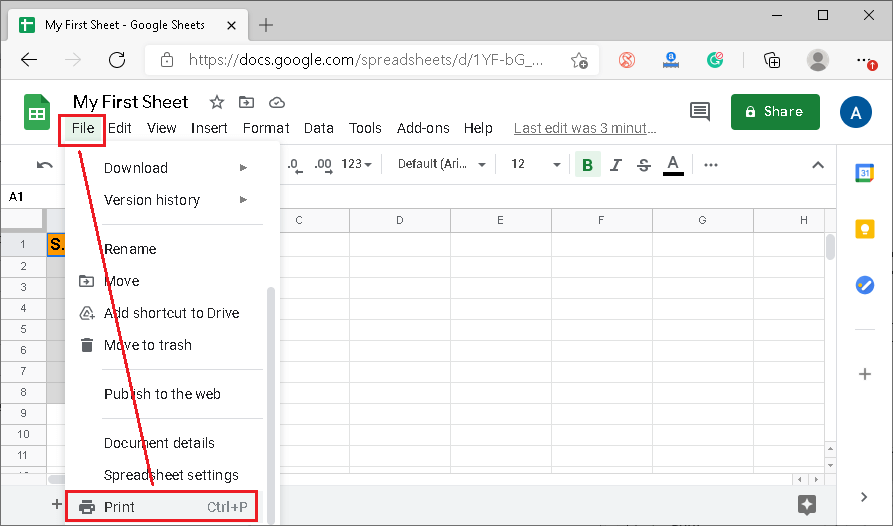 My First Sheet - Google Sheets
https://docs.google.com/spreadsheets/d/1YF-bG_...
My First Sheet
File Edit View Insert Format Data Tools Add-ons Help Last edit was 3 minut...
Share
A
.0 .00 123 Default (Ari... 12 B I S A
31
A1
C D E F G H
1 S.
2
3
4
5
6
7
8
9
10
11
Download
Version history
Rename
Move
Add shortcut to Drive
Move to trash
Publish to the web
Document details
Spreadsheet settings
Print Ctrl+P